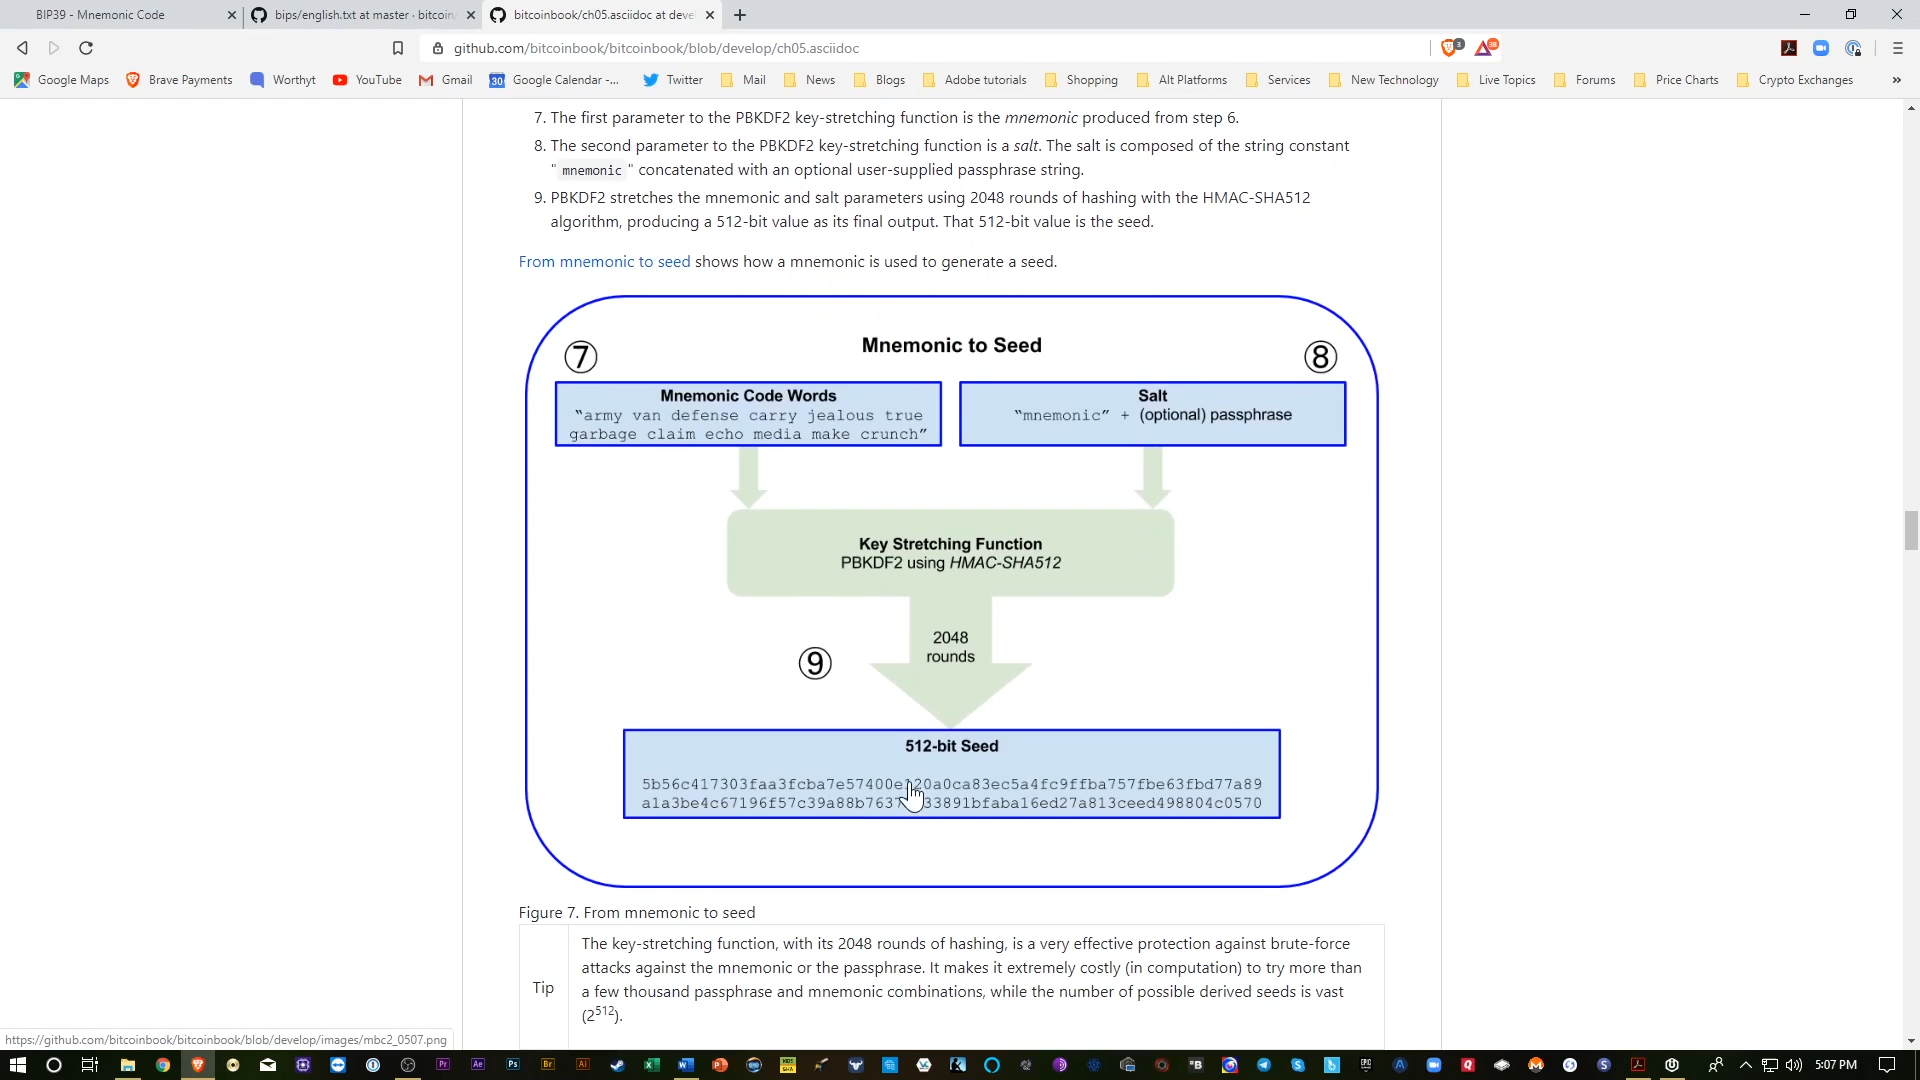 BIP39 - Mnemonic Code
bips/english.txt at master · bitcoin/
bitcoinbook/ch05.asciidoc at deve
github.com/bitcoinbook/bitcoinbook/blob/develop/ch05.asciidoc
Google Maps
Brave Payments
Worthyt
YouTube
Gmail
Google Calendar -...
Twitter
Mail
News
Blogs
Adobe tutorials
Shopping
Alt Platforms
Services
New Technology
Live Topics
Forums
Price Charts
Crypto Exchanges
»
7. The first parameter to the PBKDF2 key-stretching function is the mnemonic produced from step 6.
8. The second parameter to the PBKDF2 key-stretching function is a salt. The salt is composed of the string constant
" mnemonic " concatenated with an optional user-supplied passphrase string.
9. PBKDF2 stretches the mnemonic and salt parameters using 2048 rounds of hashing with the HMAC-SHA512
algorithm, producing a 512-bit value as its final output. That 512-bit value is the seed.
From mnemonic to seed shows how a mnemonic is used to generate a seed.
Mnemonic to Seed
⑦
⑧
Mnemonic Code Words
“army van defense carry jealous true
garbage claim echo media make crunch”
Salt
“mnemonic” + (optional) passphrase
Key Stretching Function
PBKDF2 using HMAC-SHA512
2048
rounds
⑨
512-bit Seed
Figure 7. From mnemonic to seed
Tip
The key-stretching function, with its 2048 rounds of hashing, is a very effective protection against brute-force
attacks against the mnemonic or the passphrase. It makes it extremely costly (in computation) to try more than
a few thousand passphrase and mnemonic combinations, while the number of possible derived seeds is vast
(2⁵¹²).
https://github.com/bitcoinbook/bitcoinbook/blob/develop/images/mbc2_0507.png
5:07 PM